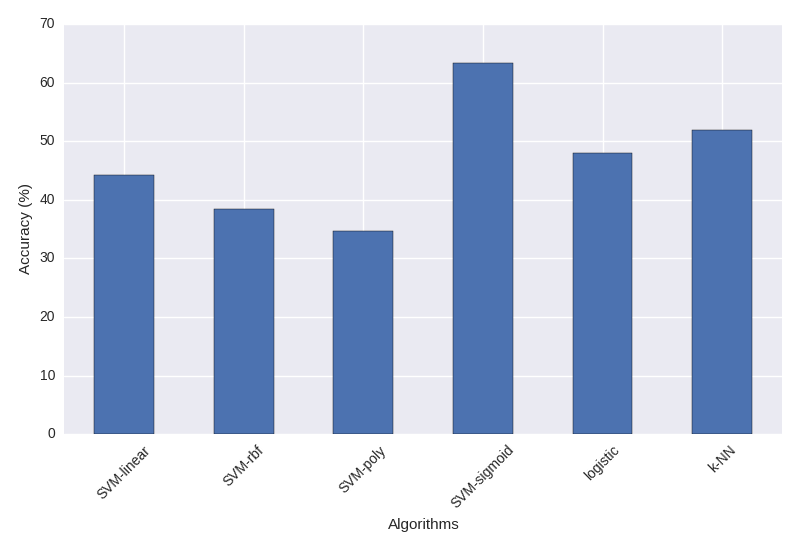 70
60
50
40
30
20
10
0
Accuracy (%)
SVM-linear
SVM-rbf
SVM-poly
SVM-sigmoid
logistic
k-NN
Algorithms